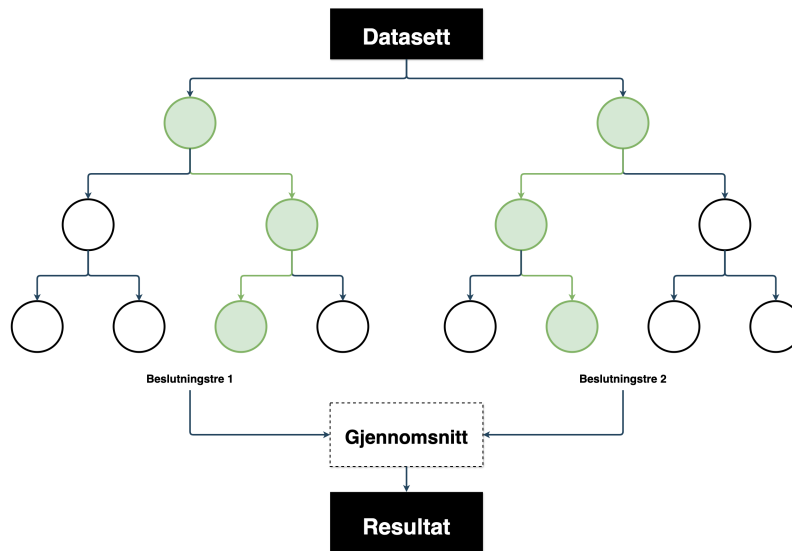 Datasett
Beslutningstre 1
Beslutningstre 2
Gjennomsnitt
Resultat